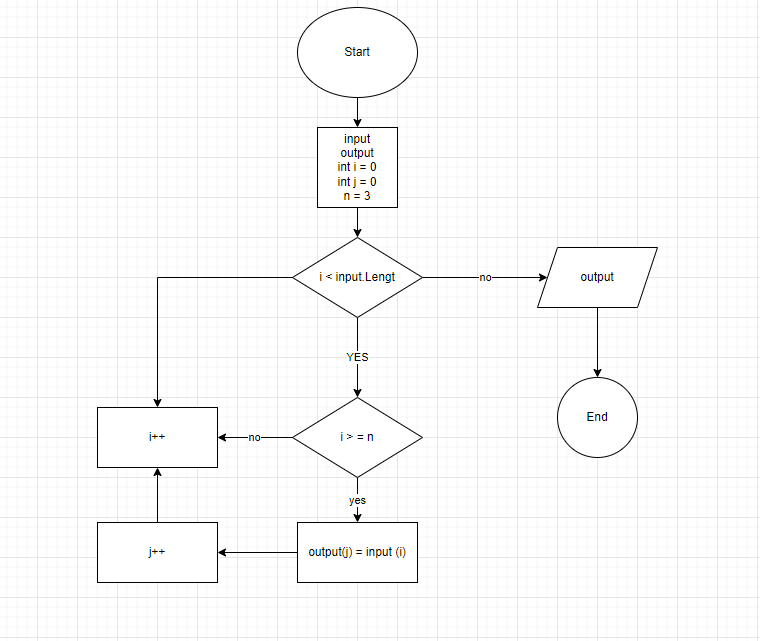 Start
input
output
int i = 0
int j = 0
n = 3
i < input.Lengt
no
output
YES
End
i++
no
i > = n
yes
j++
output(j) = input (i)